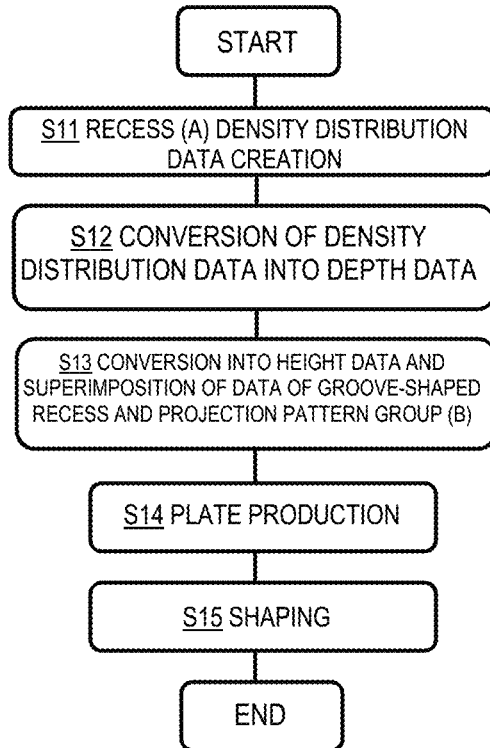 START
S11 RECESS (A) DENSITY DISTRIBUTION
DATA CREATION
S12 CONVERSION OF DENSITY
DISTRIBUTION DATA INTO DEPTH DATA
S13 CONVERSION INTO HEIGHT DATA AND
SUPERIMPOSITION OF DATA OF GROOVE-SHAPED
RECESS AND PROJECTION PATTERN GROUP (B)
S14 PLATE PRODUCTION
S15 SHAPING
END